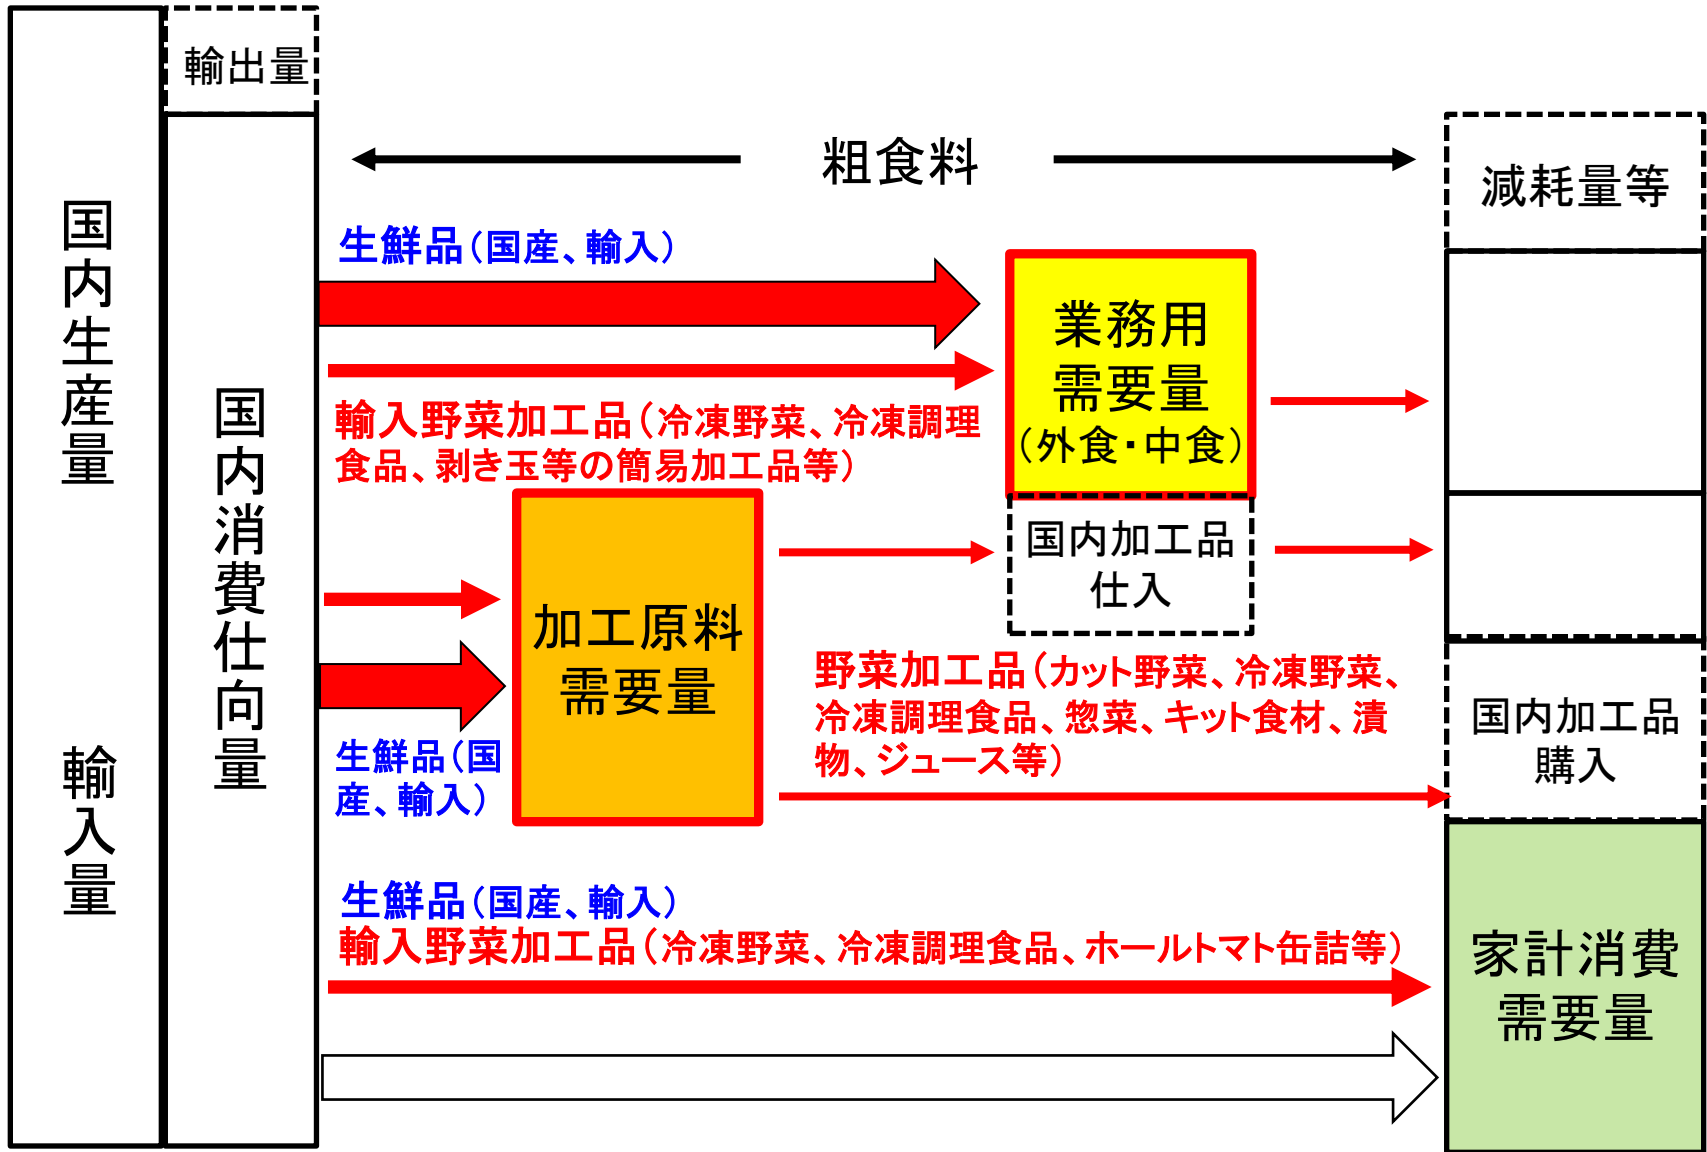 国内生産量
輸入量
輸出量
国内消費仕向量
粗食料
生鮮品(国産、輸入)
輸入野菜加工品(冷凍野菜、冷凍調理
食品、剥き玉等の簡易加工品等)
加工原料
需要量
生鮮品(国
産、輸入)
業務用
需要量
(外食・中食)
国内加工品
仕入
野菜加工品(カット野菜、冷凍野菜、
冷凍調理食品、惣菜、キット食材、漬
物、ジュース等)
生鮮品(国産、輸入)
輸入野菜加工品(冷凍野菜、冷凍調理食品、ホールトマト缶詰等)
減耗量等
国内加工品
購入
家計消費
需要量